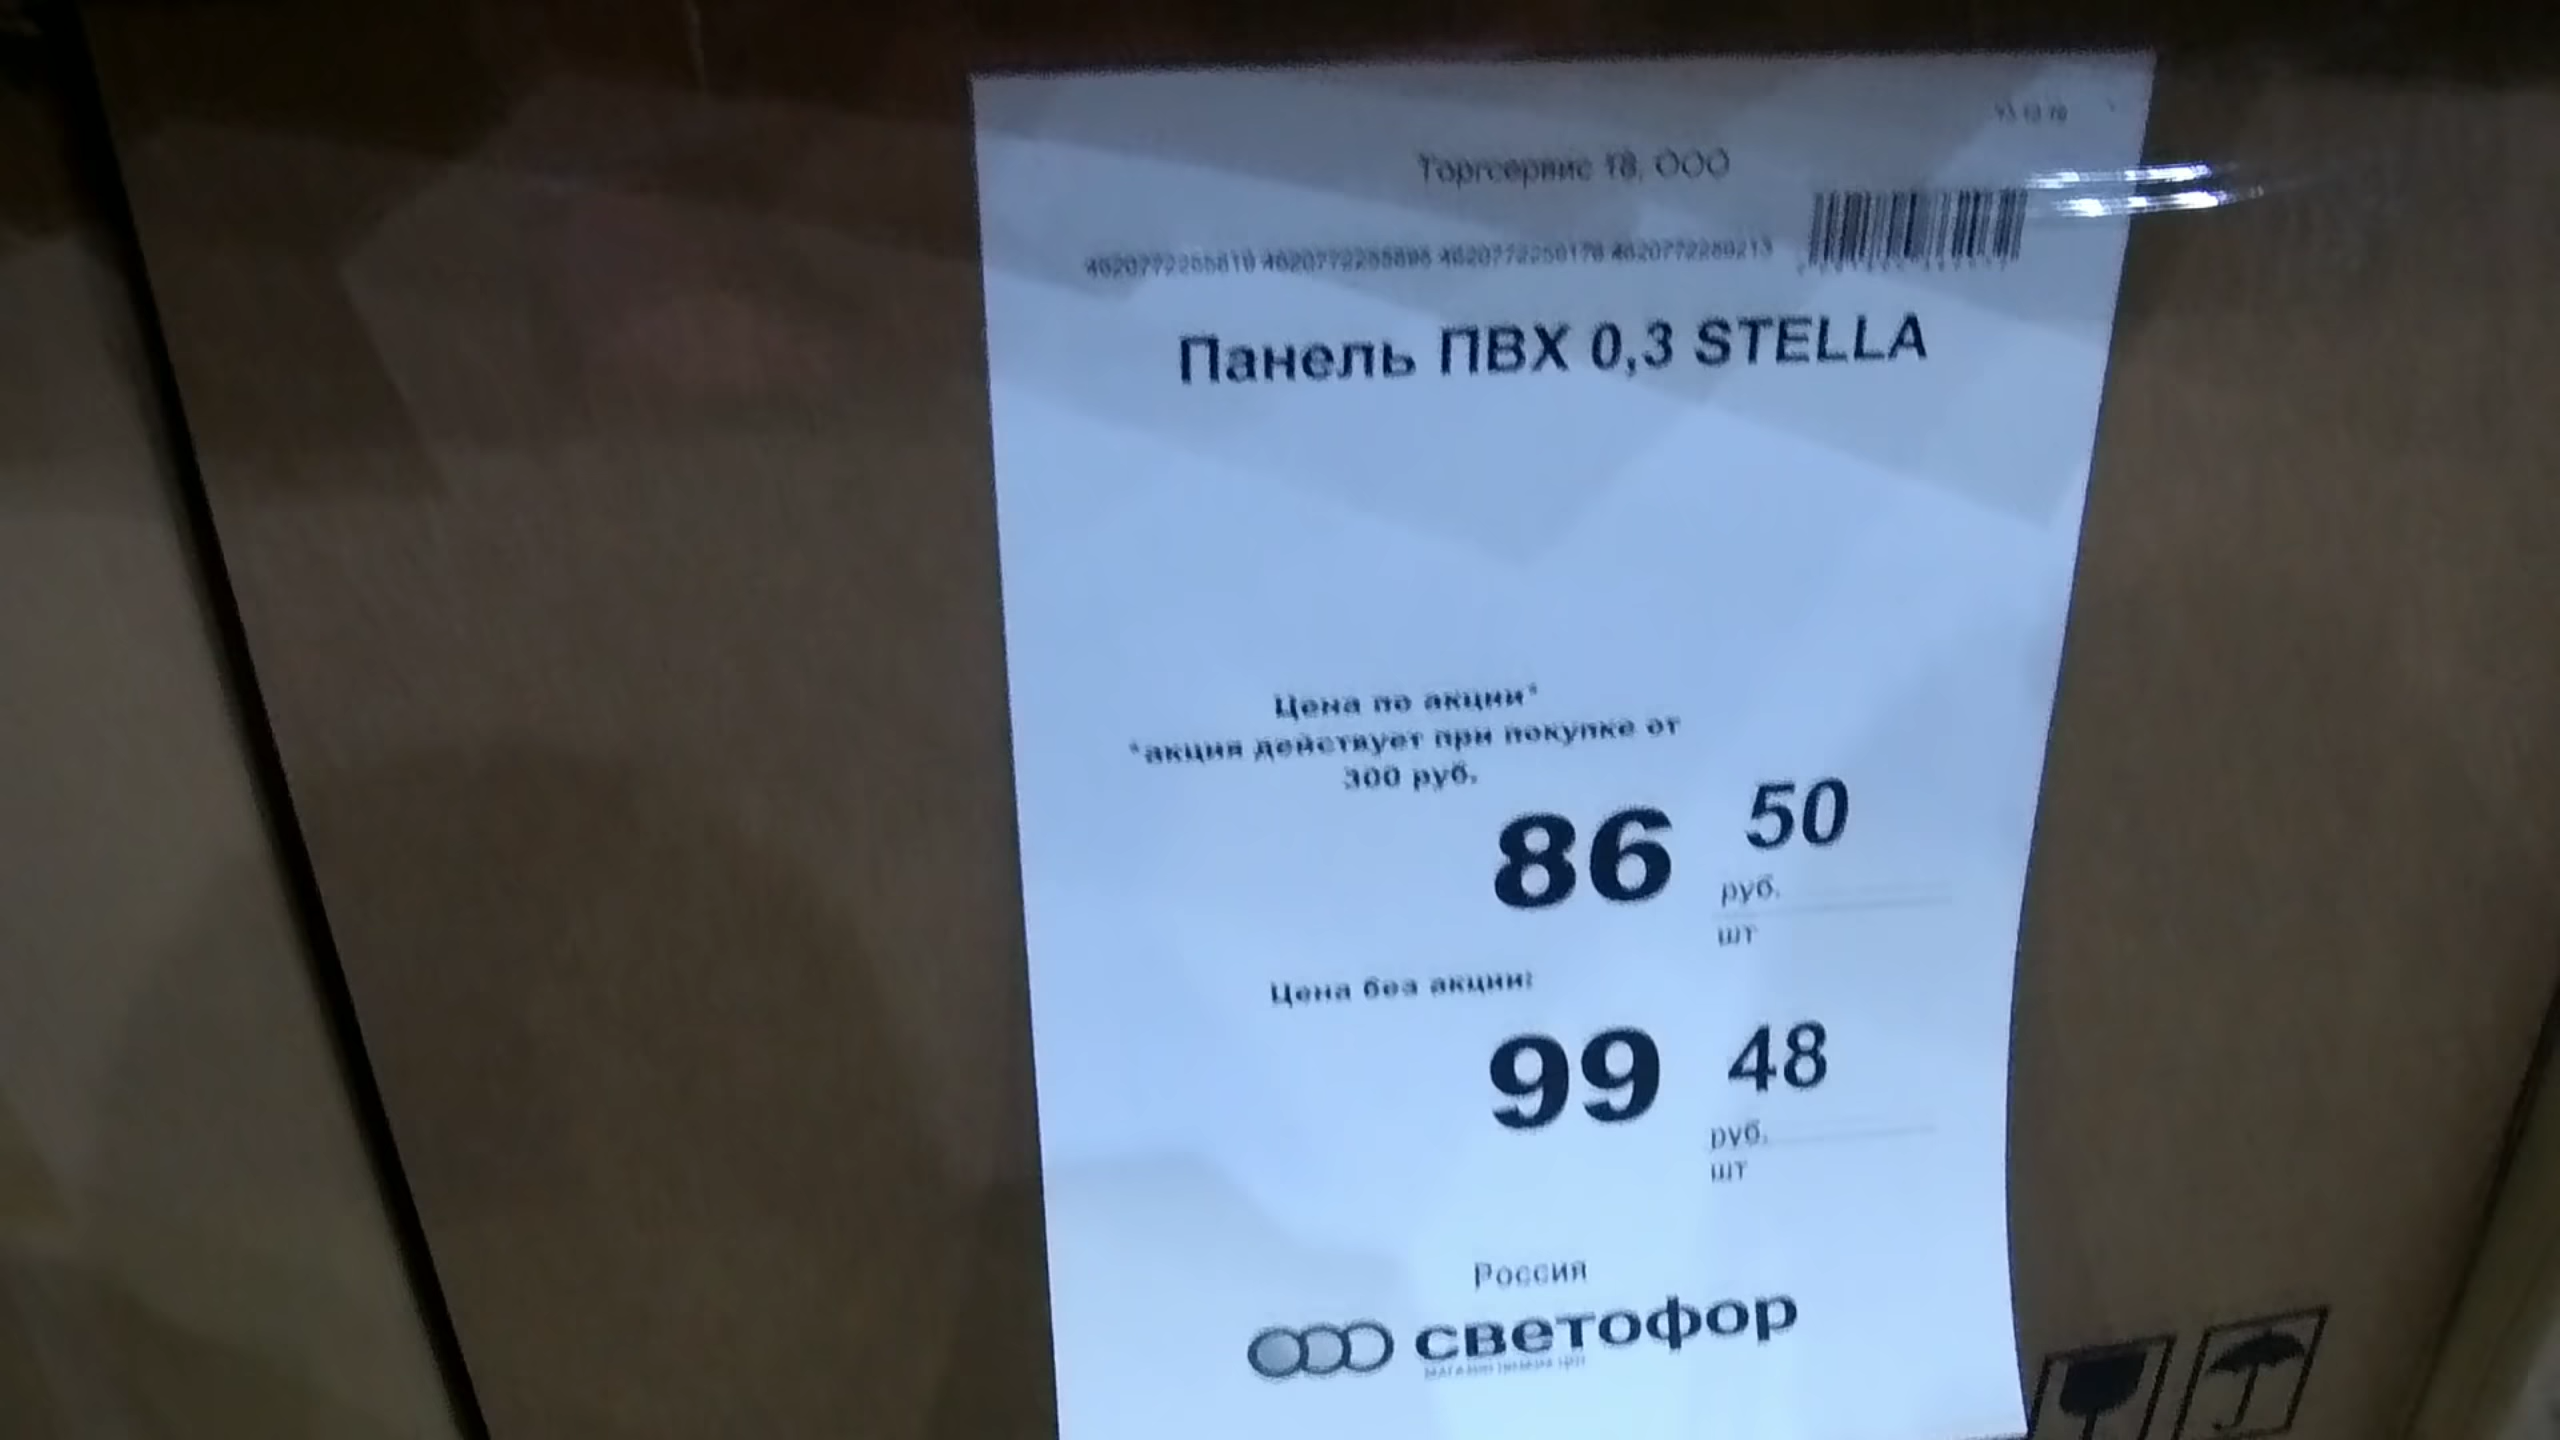 Торгсервис 18, ООО
Панель ПВХ 0,3 STELLA
Цена по акции*
*акция действует при покупке от
300 руб.
86 50
руб.
шт
Цена без акции:
99 48
руб.
шт
Россия
светофор